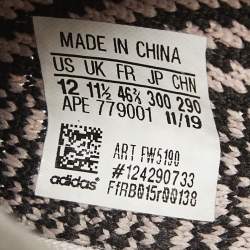 MADE IN CHINA
US UK FR JP CHN
12 11½ 46⅔ 300 290
APE 779001 11/19
ART FW5190
#124290733
adidas
F1RB015r00138